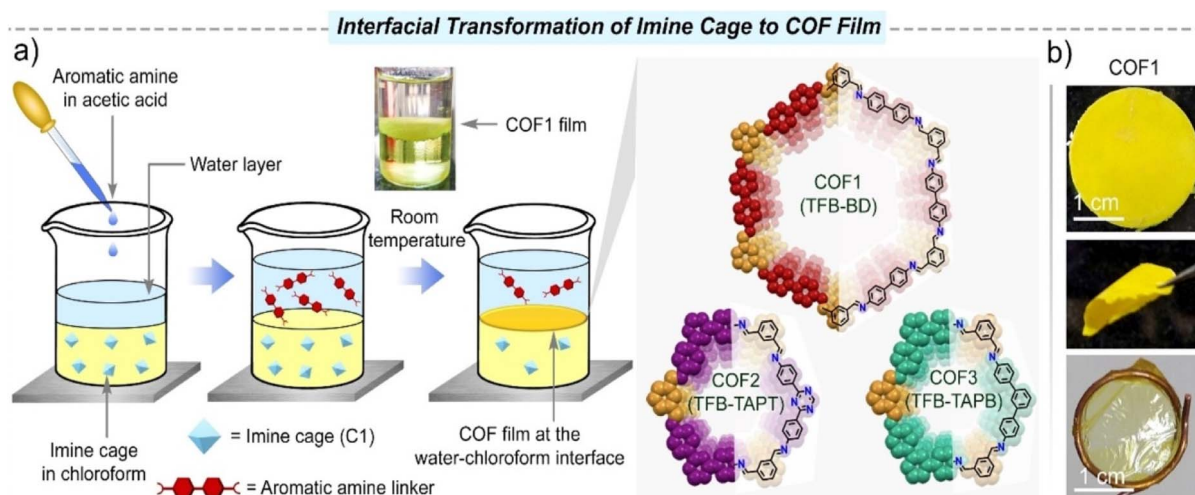 Interfacial Transformation of Imine Cage to COF Film
a)
Aromatic amine
in acetic acid
Water layer
COF1 film
Room
temperature
Imine cage
in chloroform
= Imine cage (C1)
= Aromatic amine linker
COF film at the
water-chloroform interface
COF1
(TFB-BD)
N
N
N
N
N
N
COF2
(TFB-TAPT)
N
N
N
N
N
N
N
COF3
(TFB-TAPB)
N
N
N
N
b)
COF1
1 cm
1 cm